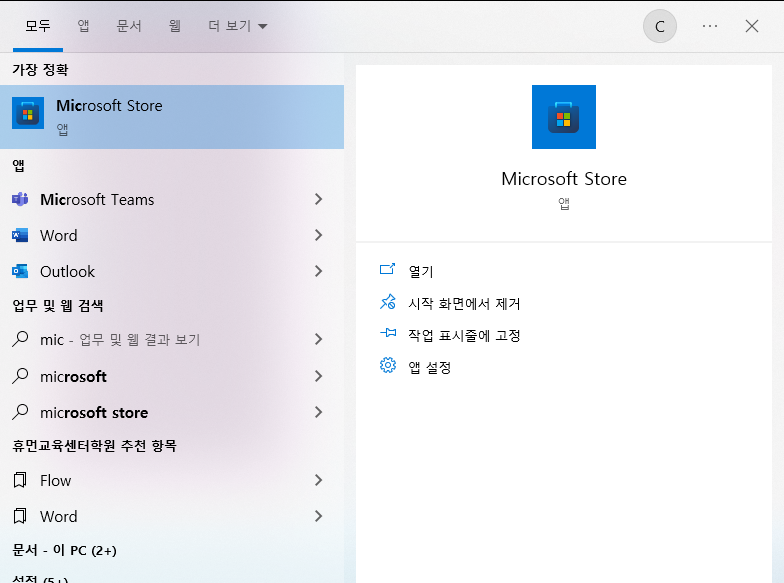 모두 앱 문서 웹 더 보기 C
가장 정확
Microsoft Store
앱
앱
Microsoft Teams
Word
Outlook
업무 및 웹 검색
mic - 업무 및 웹 결과 보기
microsoft
microsoft store
휴먼교육센터학원 추천 항목
Flow
Word
문서 - 이 PC (2+)
설정 (5+)
Microsoft Store
앱
열기
시작 화면에서 제거
작업 표시줄에 고정
앱 설정